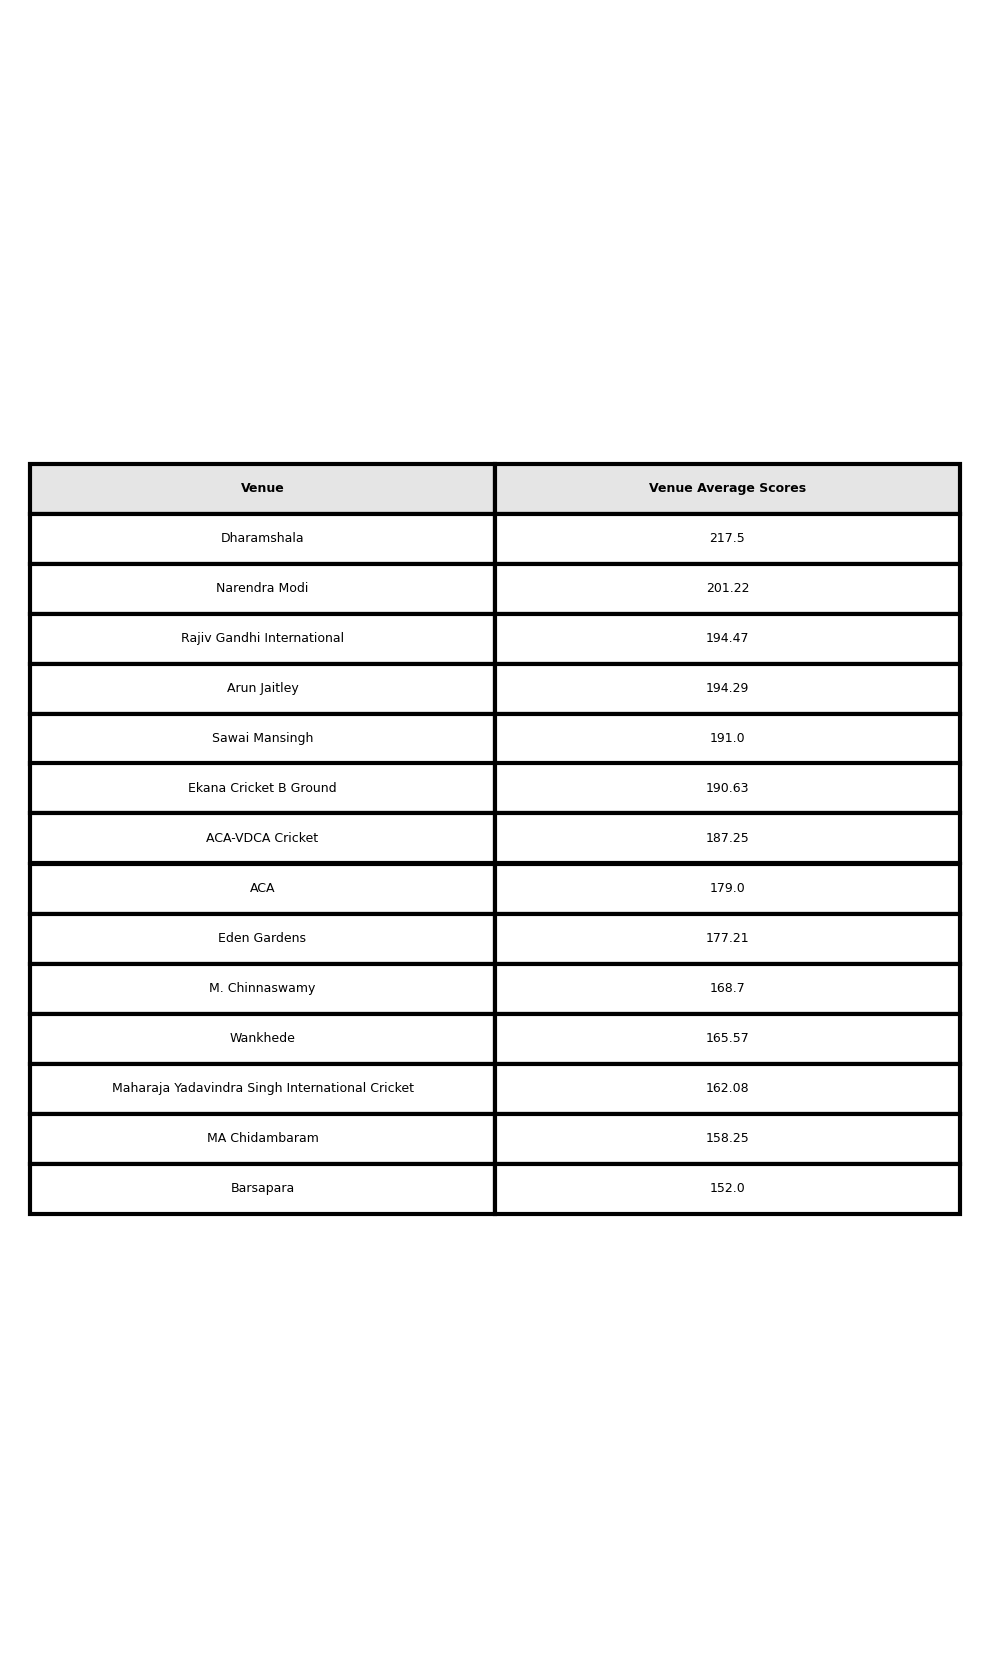 Venue Venue Average Scores
Dharamshala 217.5
Narendra Modi 201.22
Rajiv Gandhi International 194.47
Arun Jaitley 194.29
Sawai Mansingh 191.0
Ekana Cricket B Ground 190.63
ACA-VDCA Cricket 187.25
ACA 179.0
Eden Gardens 177.21
M. Chinnaswamy 168.7
Wankhede 165.57
Maharaja Yadavindra Singh International Cricket 162.08
MA Chidambaram 158.25
Barsapara 152.0